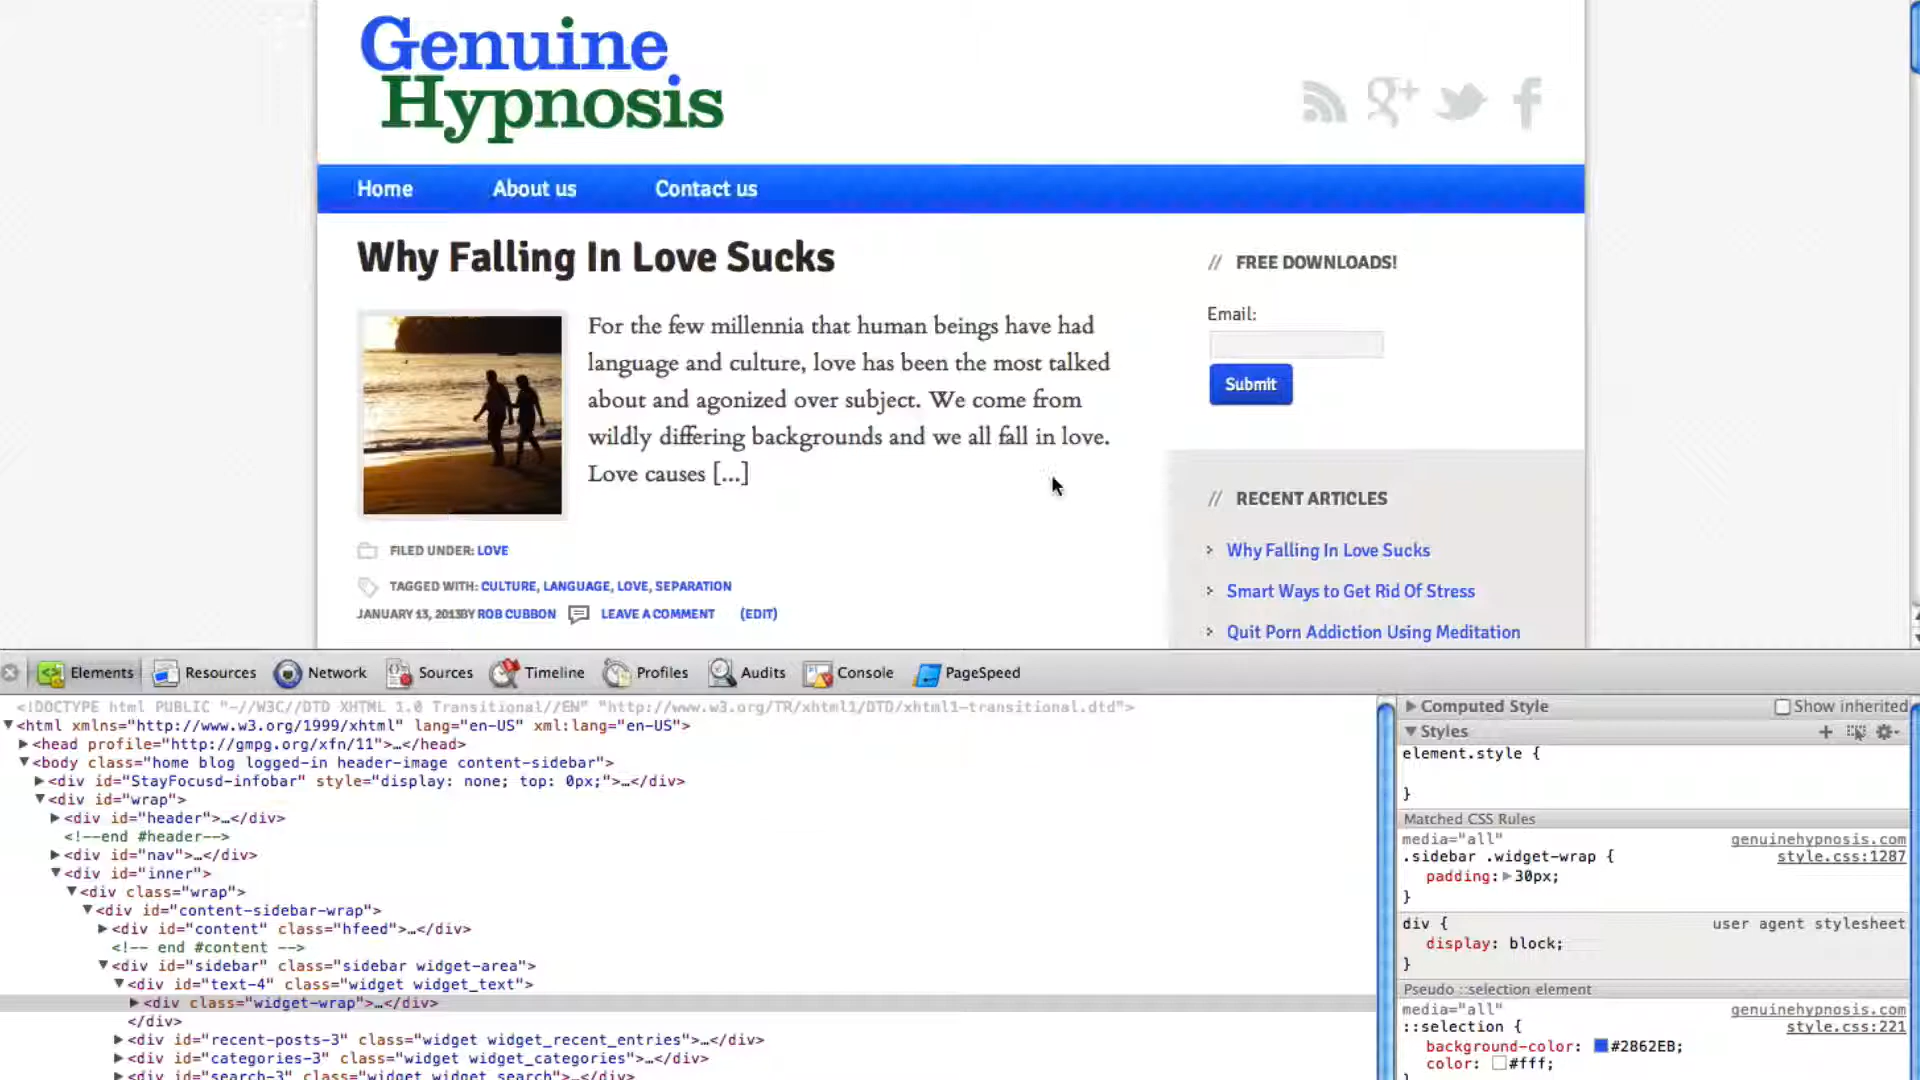 Genuine
Hypnosis
Home About us Contact us
Why Falling In Love Sucks
For the few millennia that human beings have had
language and culture, love has been the most talked
about and agonized over subject. We come from
wildly differing backgrounds and we all fall in love.
Love causes [...]
FILED UNDER: LOVE
TAGGED WITH: CULTURE, LANGUAGE, LOVE, SEPARATION
JANUARY 13, 2013BY ROB CUBBON LEAVE A COMMENT (EDIT)
// FREE DOWNLOADS!
Email:
Submit
// RECENT ARTICLES
Why Falling In Love Sucks
Smart Ways to Get Rid Of Stress
Quit Porn Addiction Using Meditation
Elements Resources Network Sources Timeline Profiles Audits Console PageSpeed
<!DOCTYPE html PUBLIC "-//W3C//DTD XHTML 1.0 Transitional//EN" "http://www.w3.org/TR/xhtml1/DTD/xhtml1-transitional.dtd">
▼<html xmlns="http://www.w3.org/1999/xhtml" lang="en-US" xml:lang="en-US">
▶<head profile="http://gmpg.org/xfn/11">…</head>
▼<body class="home blog logged-in header-image content-sidebar">
▶<div id="StayFocusd-infobar" style="display: none; top: 0px;">…</div>
▼<div id="wrap">
▶<div id="header">…</div>
<!--end #header-->
▶<div id="nav">…</div>
▼<div id="inner">
▼<div class="wrap">
▼<div id="content-sidebar-wrap">
▶<div id="content" class="hfeed">…</div>
<!-- end #content -->
▼<div id="sidebar" class="sidebar widget-area">
▼<div id="text-4" class="widget widget_text">
▶<div class="widget-wrap">…</div>
</div>
▶<div id="recent-posts-3" class="widget widget_recent_entries">…</div>
▶<div id="categories-3" class="widget widget_categories">…</div>
▶<div id="search-3" class="widget widget_search">…</div>
▶ Computed Style Show inherited
▼ Styles
element.style {
}
Matched CSS Rules
media="all" genuinehypnosis.com
.sidebar .widget-wrap { style.css:1287
padding:▶30px;
}
div { user agent stylesheet
display: block;
}
Pseudo ::selection element
media="all" genuinehypnosis.com
::selection { style.css:221
background-color: #2862EB;
color: #fff;
}